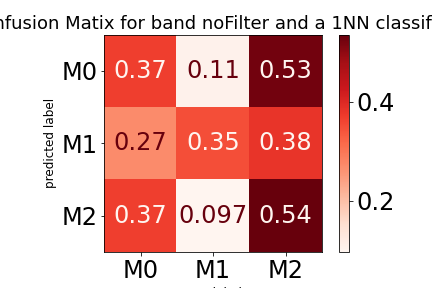 nfusion Matix for band noFilter and a 1NN classif
M0 0.37 0.11 0.53
M1 0.27 0.35 0.38
M2 0.37 0.097 0.54
M0 M1 M2
predicted label
0.4
0.2